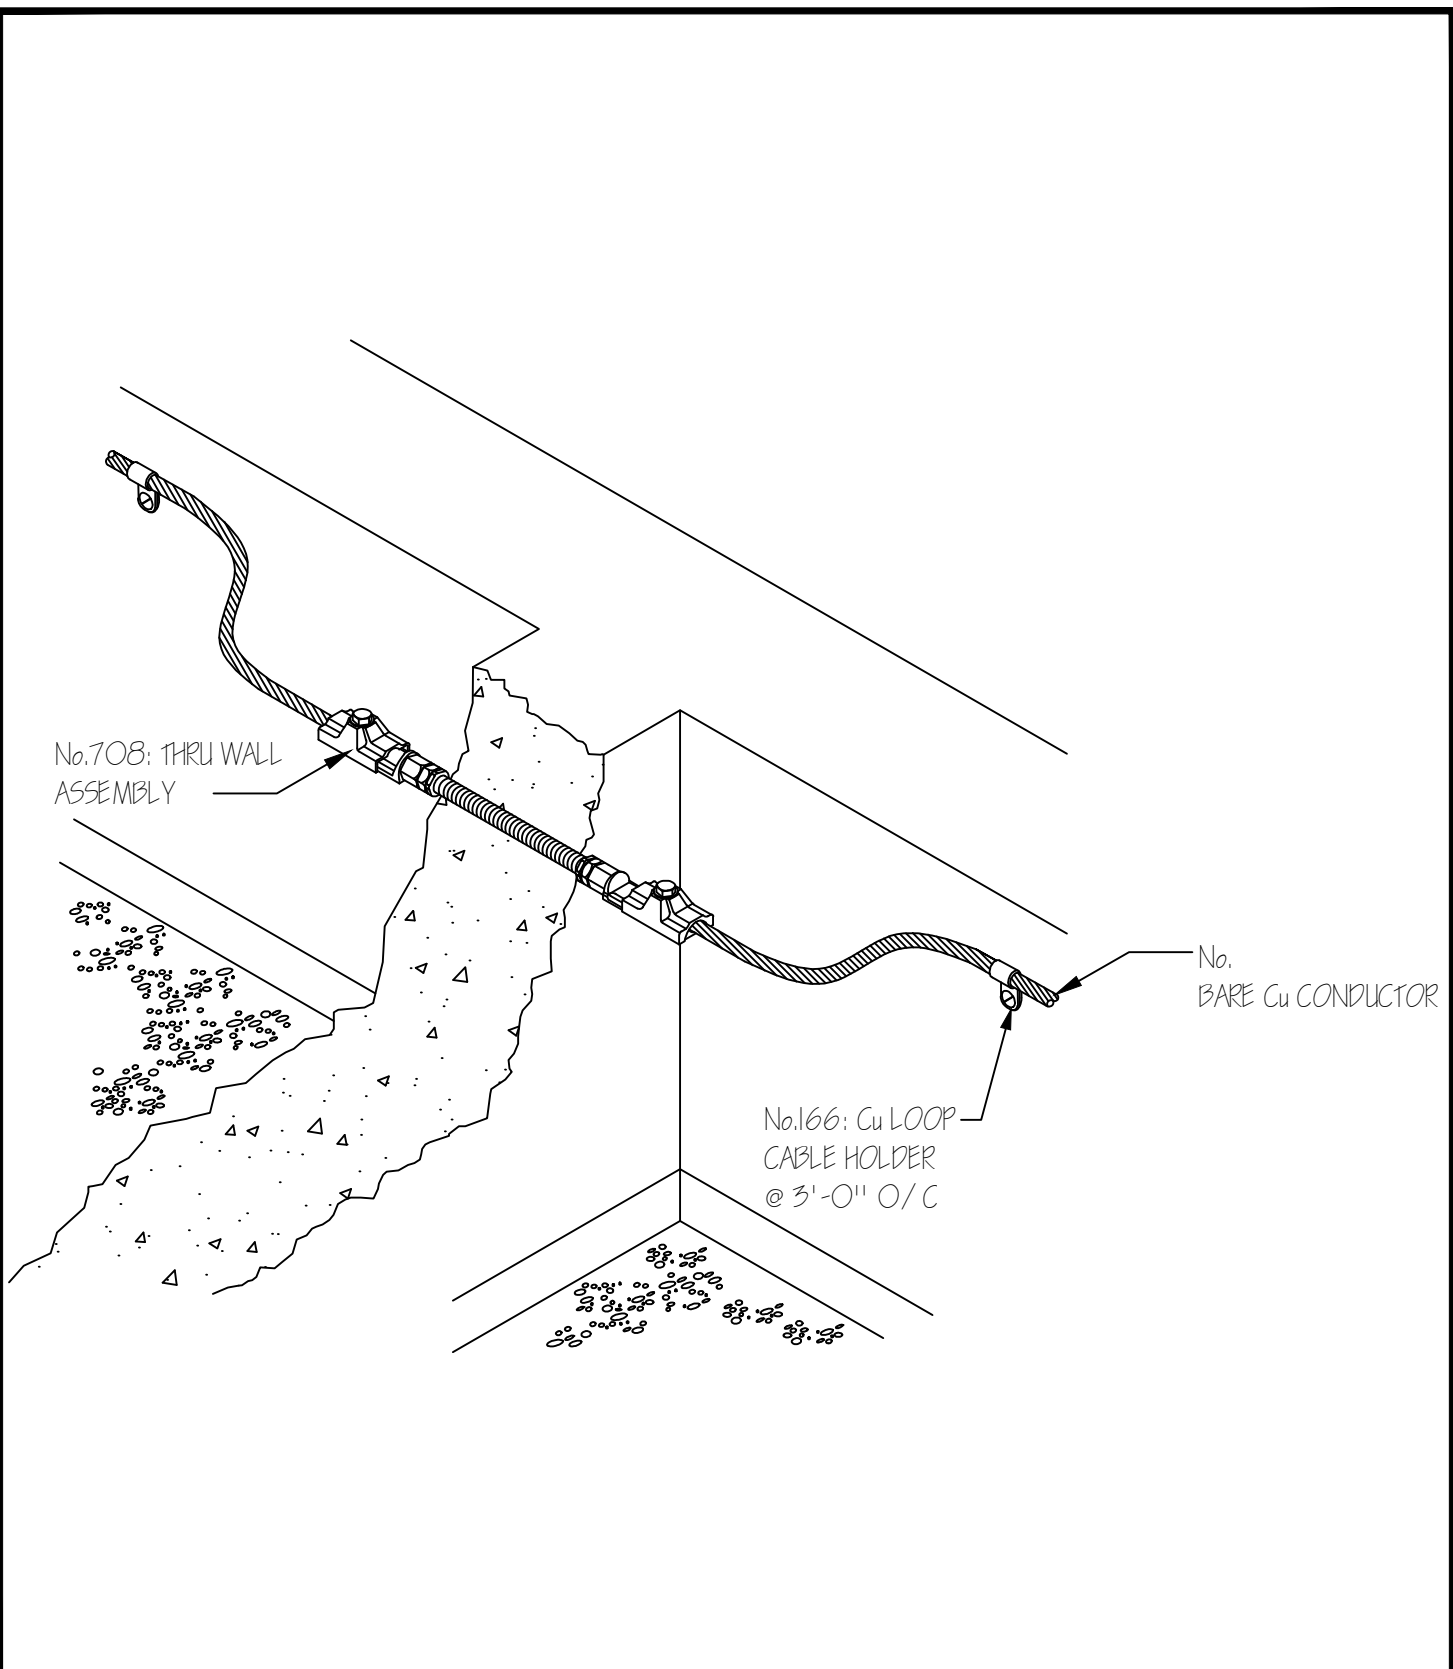 No.708: THRU WALL
ASSEMBLY
No.
BARE Cu CONDUCTOR
No.166: Cu LOOP
CABLE HOLDER
@ 3'-0" O/C